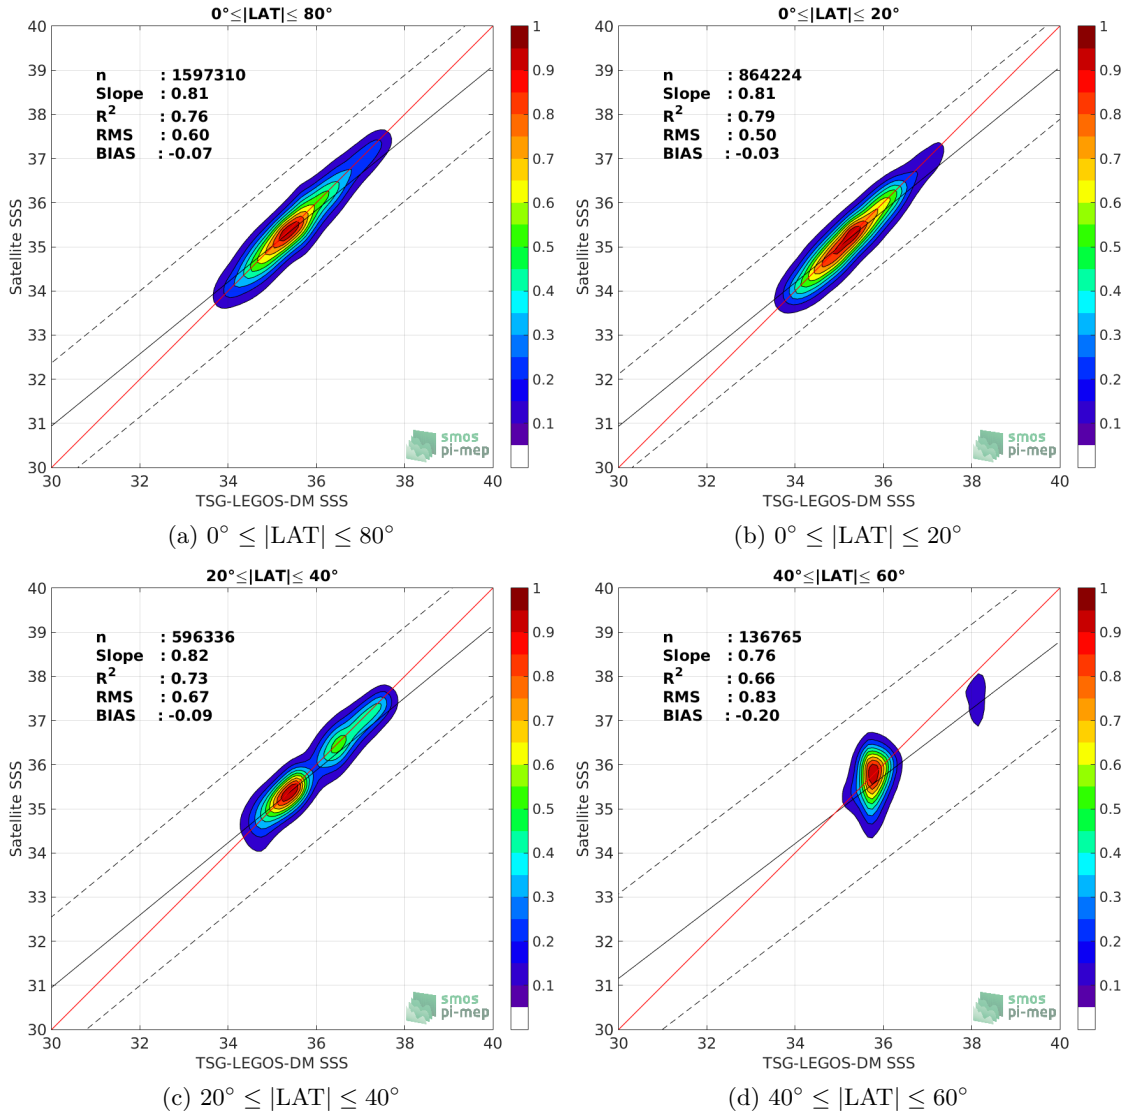 0°≤|LAT|≤ 80°
n : 1597310
Slope : 0.81
R² : 0.76
RMS : 0.60
BIAS : -0.07
Satellite SSS
40
39
38
37
36
35
34
33
32
31
30
30 32 34 36 38 40
TSG-LEGOS-DM SSS
smos
pi-mep
1
0.9
0.8
0.7
0.6
0.5
0.4
0.3
0.2
0.1
(a) 0° ≤ |LAT| ≤ 80°
0°≤|LAT|≤ 20°
n : 864224
Slope : 0.81
R² : 0.79
RMS : 0.50
BIAS : -0.03
Satellite SSS
40
39
38
37
36
35
34
33
32
31
30
30 32 34 36 38 40
TSG-LEGOS-DM SSS
smos
pi-mep
1
0.9
0.8
0.7
0.6
0.5
0.4
0.3
0.2
0.1
(b) 0° ≤ |LAT| ≤ 20°
20°≤|LAT|≤ 40°
n : 596336
Slope : 0.82
R² : 0.73
RMS : 0.67
BIAS : -0.09
Satellite SSS
40
39
38
37
36
35
34
33
32
31
30
30 32 34 36 38 40
TSG-LEGOS-DM SSS
smos
pi-mep
1
0.9
0.8
0.7
0.6
0.5
0.4
0.3
0.2
0.1
(c) 20° ≤ |LAT| ≤ 40°
40°≤|LAT|≤ 60°
n : 136765
Slope : 0.76
R² : 0.66
RMS : 0.83
BIAS : -0.20
Satellite SSS
40
39
38
37
36
35
34
33
32
31
30
30 32 34 36 38 40
TSG-LEGOS-DM SSS
smos
pi-mep
1
0.9
0.8
0.7
0.6
0.5
0.4
0.3
0.2
0.1
(d) 40° ≤ |LAT| ≤ 60°